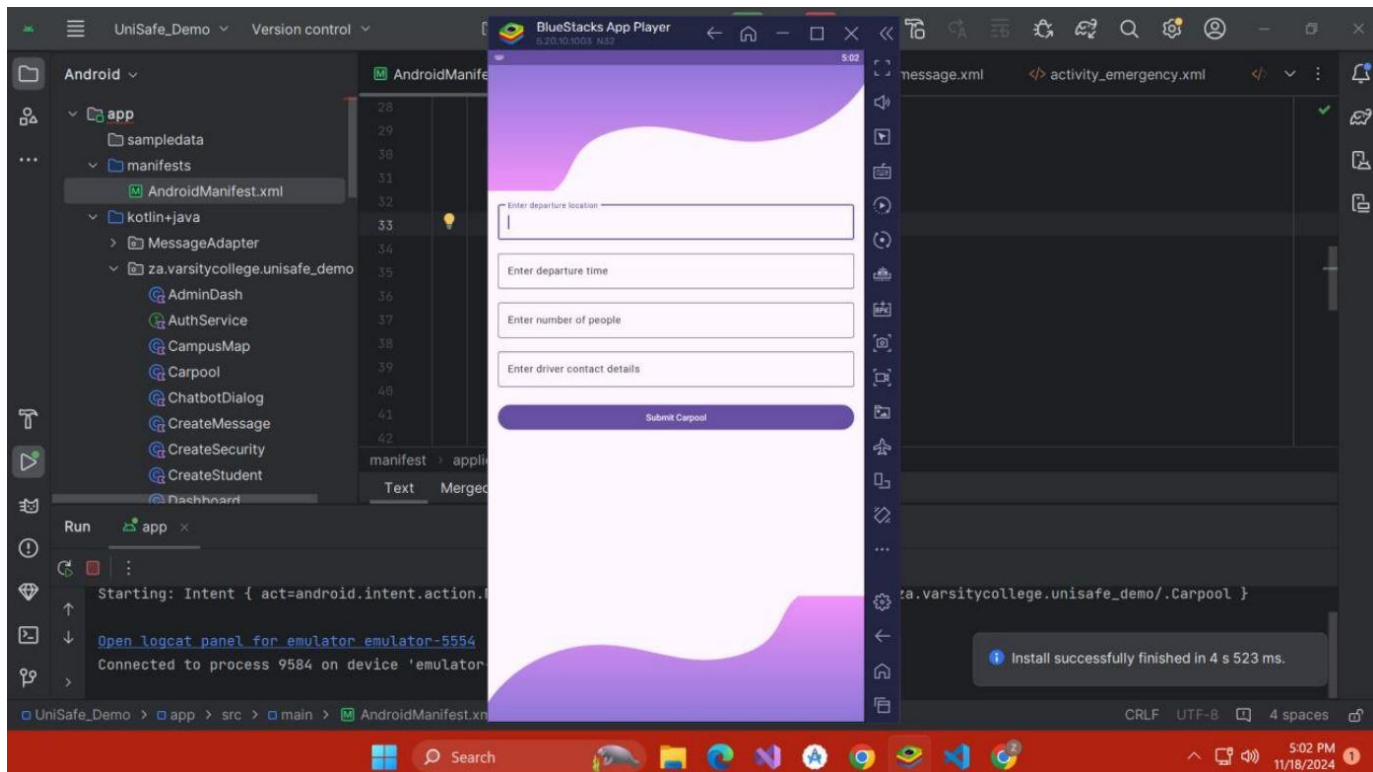 UniSafe_Demo
Version control
BlueStacks App Player
5.20.10.1003 N32
5:02
Android
AndroidManife
message.xml
activity_emergency.xml
app
sampledata
manifests
AndroidManifest.xml
kotlin+java
MessageAdapter
za.varsitycollege.unisafe_demo
AdminDash
AuthService
CampusMap
Carpool
ChatbotDialog
CreateMessage
CreateSecurity
CreateStudent
Dashboard
28
29
30
31
32
33
34
35
36
37
38
39
40
41
42
manifest > appli
Text Merged
Enter departure location
Enter departure time
Enter number of people
Enter driver contact details
Submit Carpool
Run app
Starting: Intent { act=android.intent.action.
za.varsitycollege.unisafe_demo/.Carpool }
Open logcat panel for emulator emulator-5554
Connected to process 9584 on device 'emulator-
Install successfully finished in 4 s 523 ms.
UniSafe_Demo > app > src > main > AndroidManifest.xm
CRLF UTF-8 4 spaces
Search
2
5:02 PM
11/18/2024
1